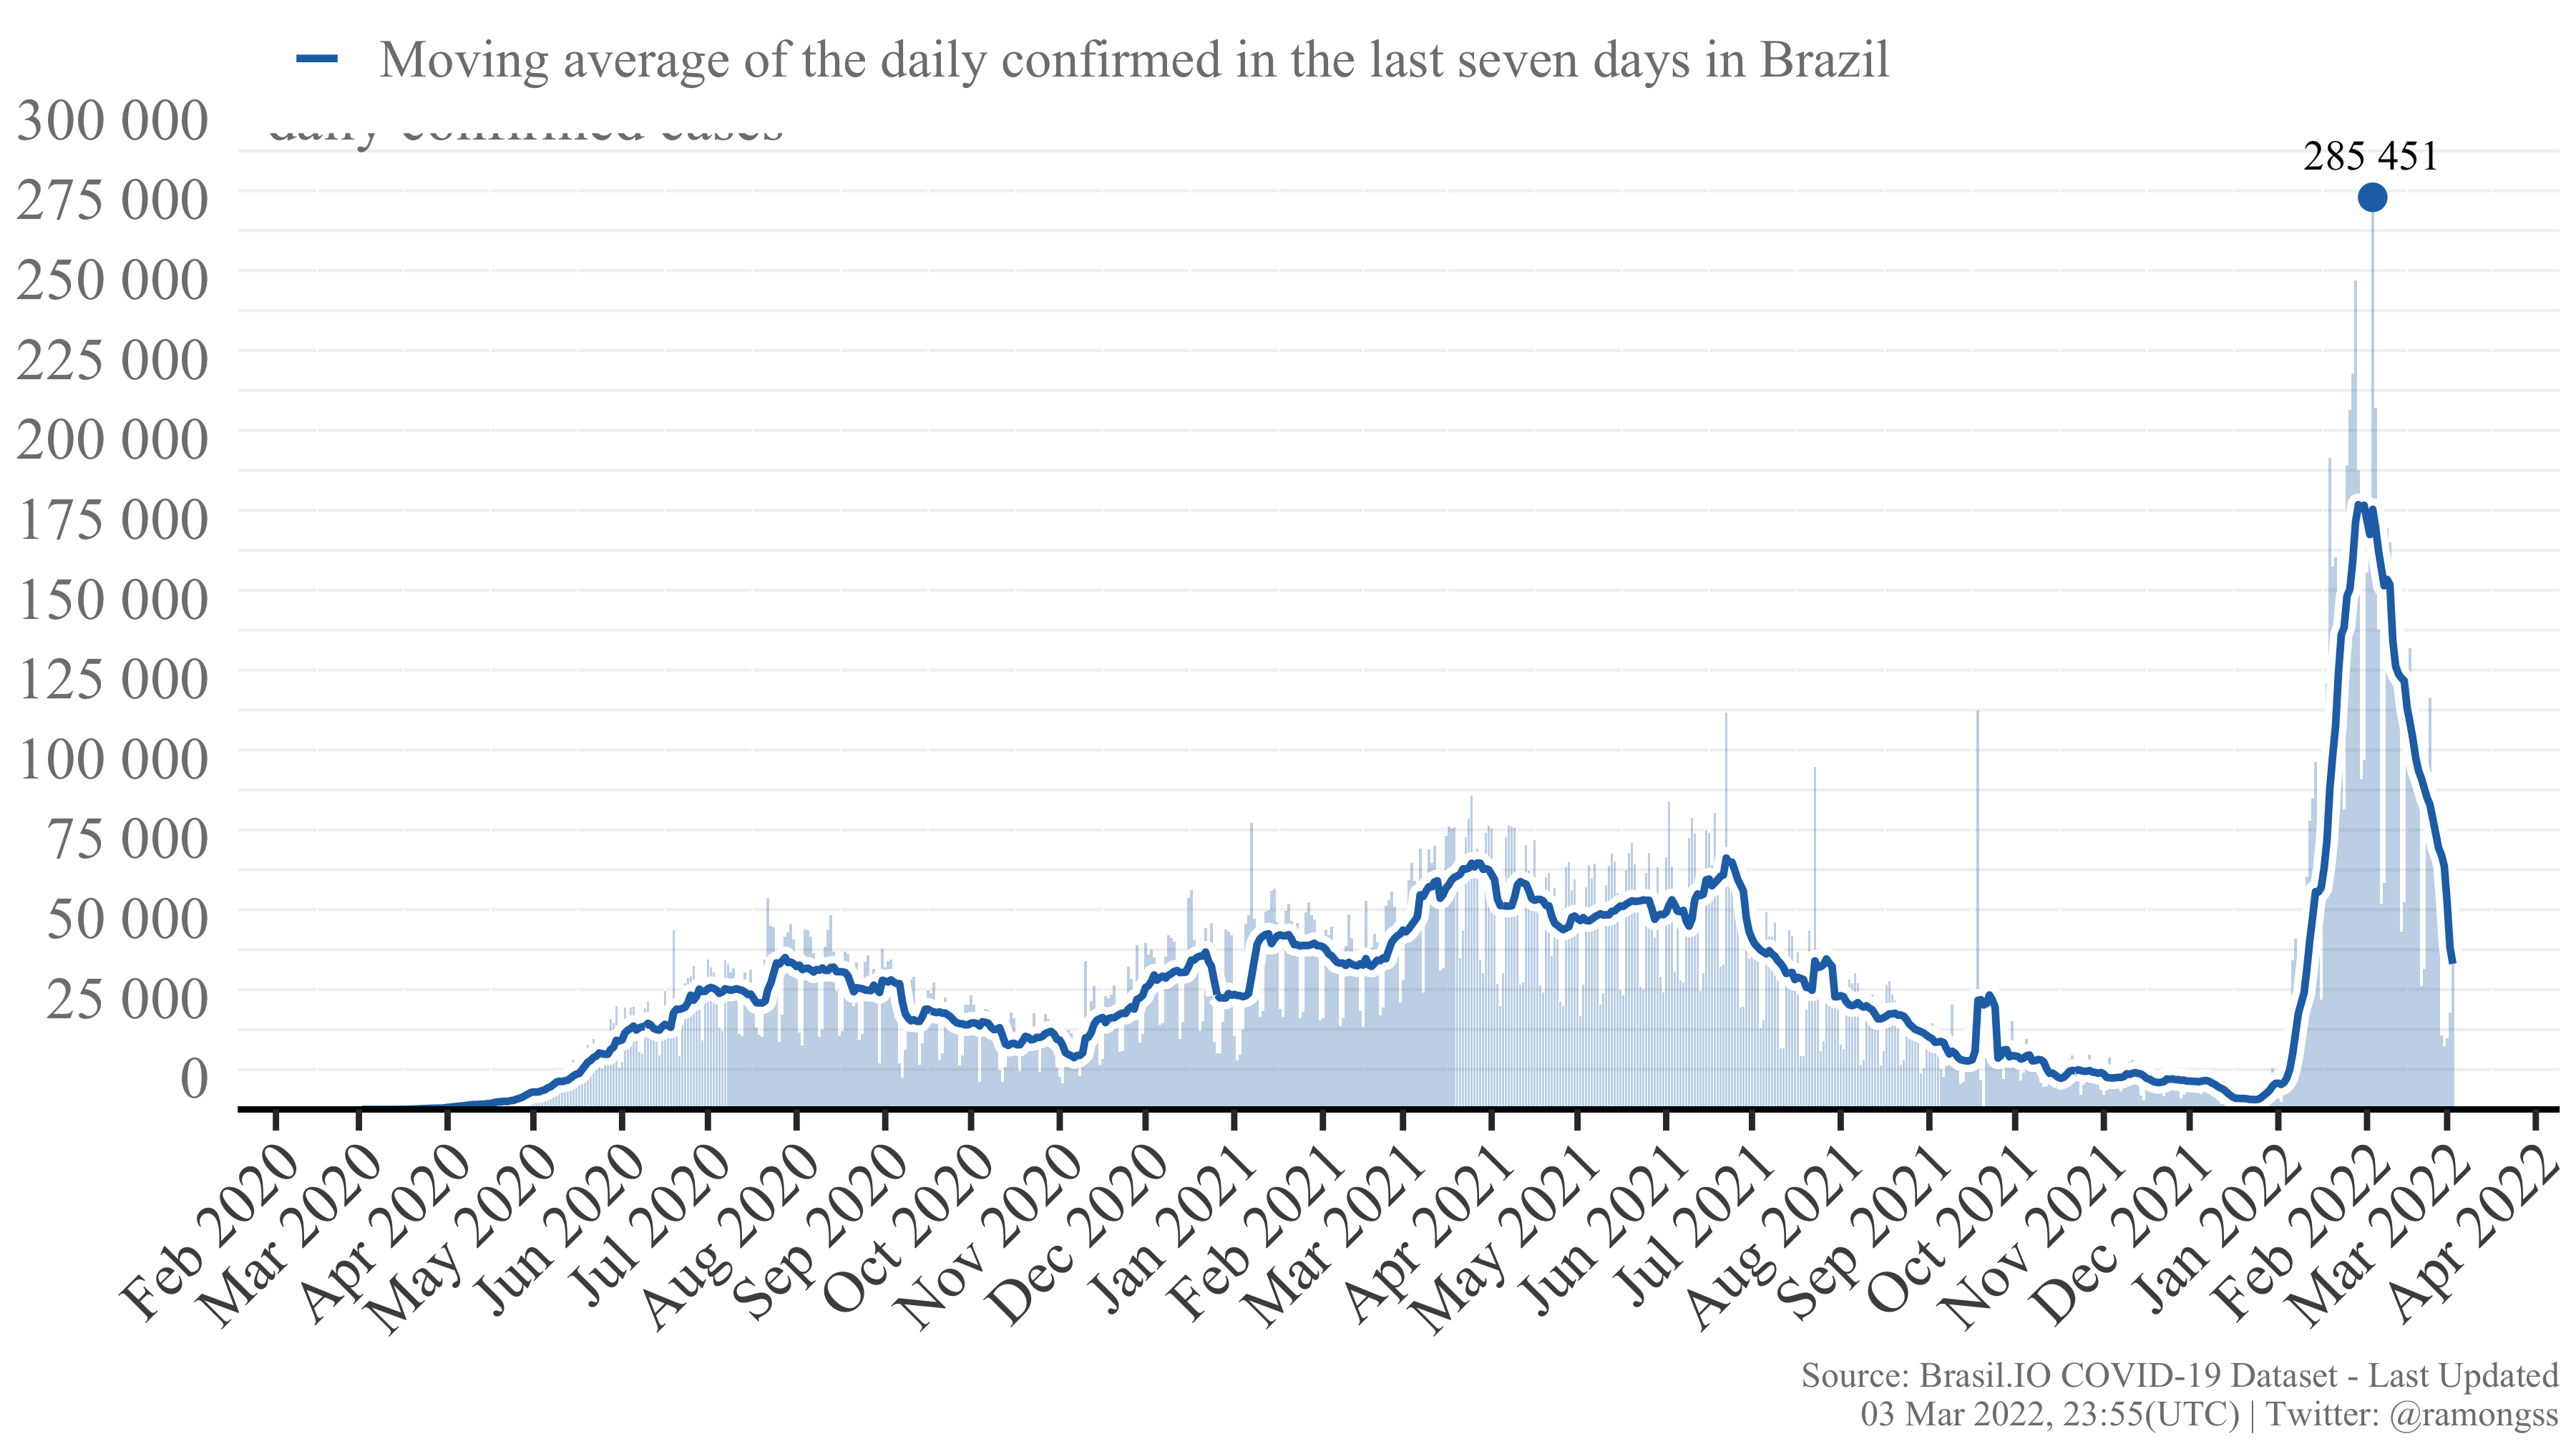 Moving average of the daily confirmed in the last seven days in Brazil
daily confirmed cases
300 000
275 000
250 000
225 000
200 000
175 000
150 000
125 000
100 000
75 000
50 000
25 000
0
285 451
Feb 2020
Mar 2020
Apr 2020
May 2020
Jun 2020
Jul 2020
Aug 2020
Sep 2020
Oct 2020
Nov 2020
Dec 2020
Jan 2021
Feb 2021
Mar 2021
Apr 2021
May 2021
Jun 2021
Jul 2021
Aug 2021
Sep 2021
Oct 2021
Nov 2021
Dec 2021
Jan 2022
Feb 2022
Mar 2022
Apr 2022
Source: Brasil.IO COVID-19 Dataset - Last Updated
03 Mar 2022, 23:55(UTC) | Twitter: @ramongss